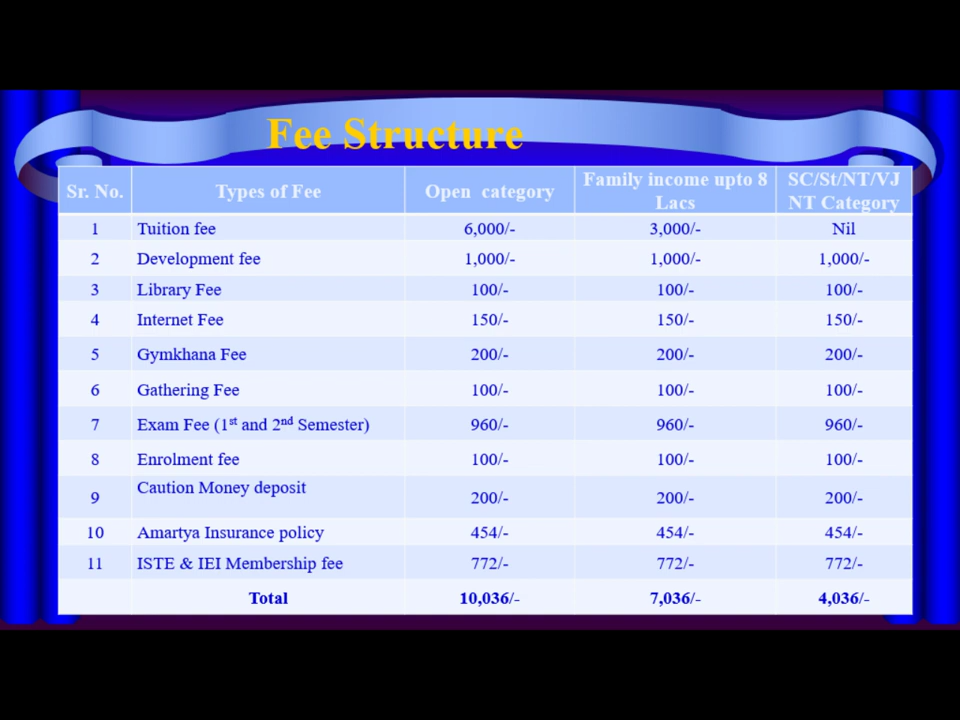 Fee Structure
Sr. No. Types of Fee Open category Family income upto 8 Lacs SC/St/NT/VJ NT Category
1 Tuition fee 6,000/- 3,000/- Nil
2 Development fee 1,000/- 1,000/- 1,000/-
3 Library Fee 100/- 100/- 100/-
4 Internet Fee 150/- 150/- 150/-
5 Gymkhana Fee 200/- 200/- 200/-
6 Gathering Fee 100/- 100/- 100/-
7 Exam Fee (1st and 2nd Semester) 960/- 960/- 960/-
8 Enrolment fee 100/- 100/- 100/-
9 Caution Money deposit 200/- 200/- 200/-
10 Amartya Insurance policy 454/- 454/- 454/-
11 ISTE & IEI Membership fee 772/- 772/- 772/-
Total 10,036/- 7,036/- 4,036/-